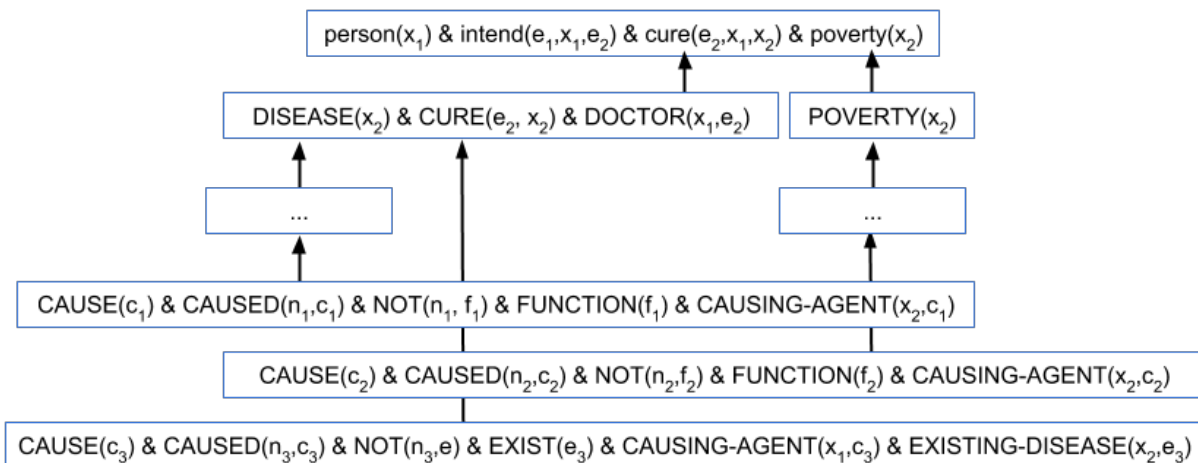 person(x₁) & intend(e₁,x₁,e₂) & cure(e₂,x₁,x₂) & poverty(x₂)
DISEASE(x₂) & CURE(e₂, x₂) & DOCTOR(x₁,e₂)
POVERTY(x₂)
...
...
CAUSE(c₁) & CAUSED(n₁,c₁) & NOT(n₁, f₁) & FUNCTION(f₁) & CAUSING-AGENT(x₂,c₁)
CAUSE(c₂) & CAUSED(n₂,c₂) & NOT(n₂,f₂) & FUNCTION(f₂) & CAUSING-AGENT(x₂,c₂)
CAUSE(c₃) & CAUSED(n₃,c₃) & NOT(n₃,e) & EXIST(e₃) & CAUSING-AGENT(x₁,c₃) & EXISTING-DISEASE(x₂,e₃)